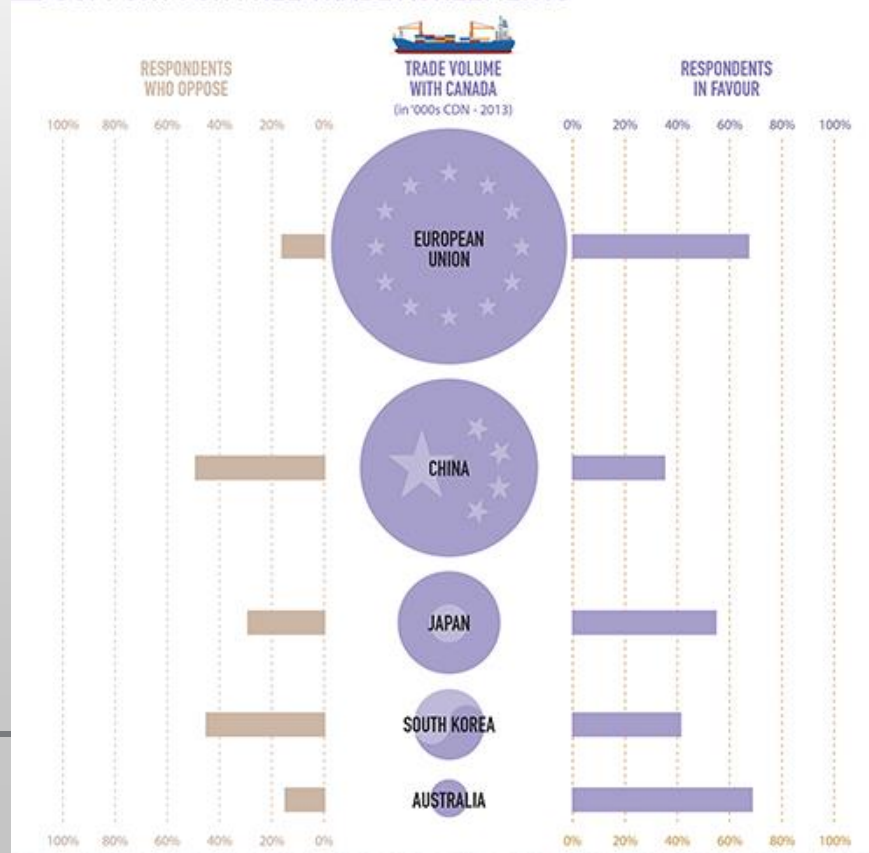 RESPONDENTS
WHO OPPOSE
TRADE VOLUME
WITH CANADA
(in '000s CDN - 2013)
RESPONDENTS
IN FAVOUR
100% 80% 60% 40% 20% 0%
0% 20% 40% 60% 80% 100%
EUROPEAN
UNION
CHINA
JAPAN
SOUTH KOREA
AUSTRALIA
100% 80% 60% 40% 20% 0%
0% 20% 40% 60% 80% 100%